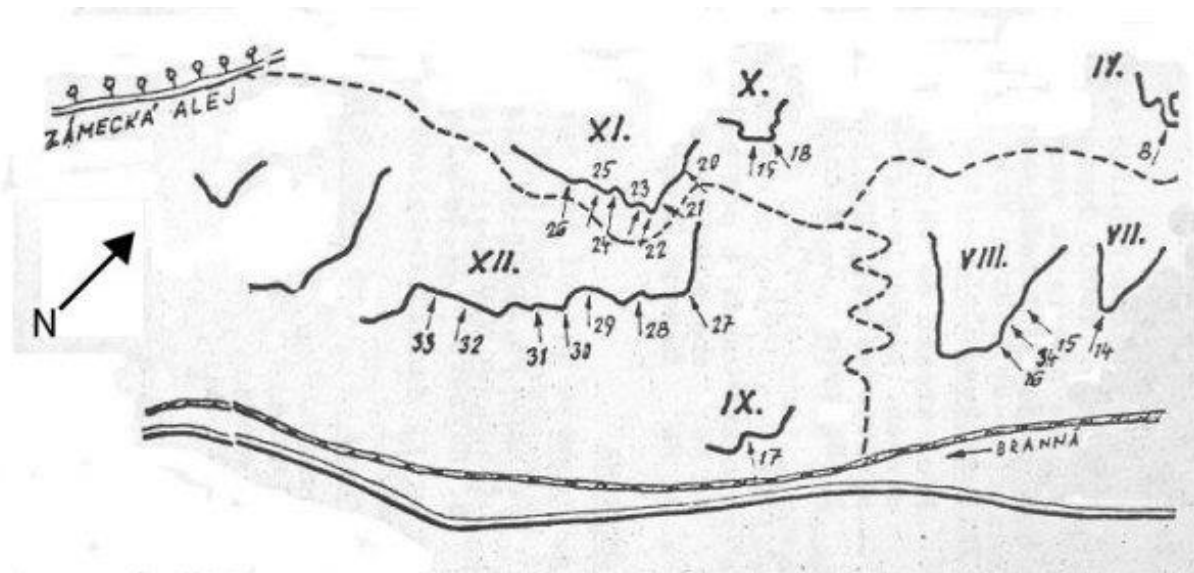 ZÁMECKÁ ALEJ
N
XI.
25
23
20
26
24
22
21
X.
19
18
IV.
8
XII.
33
32
31
30
29
28
27
VIII.
15
34
16
VII.
14
IX.
17
BRANNÁ